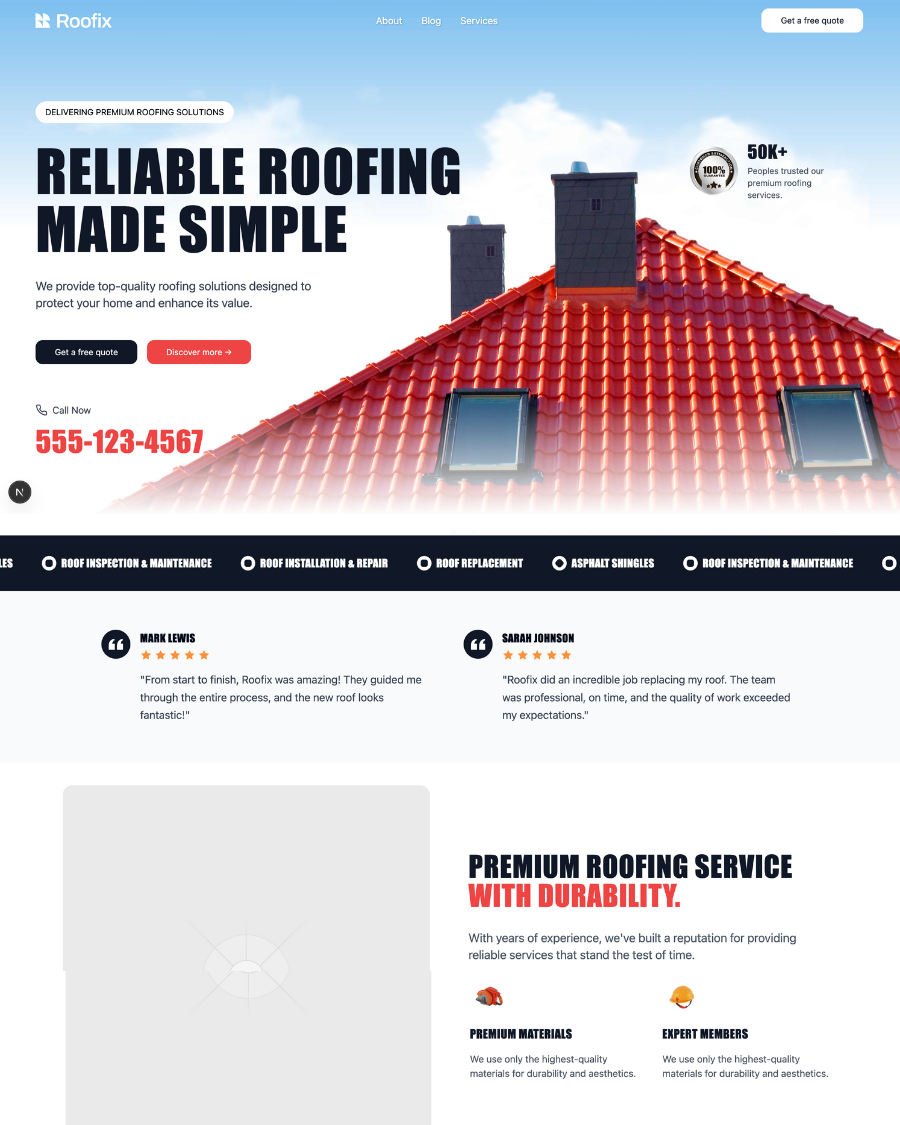 Roofix
About
Blog
Services
Get a free quote
DELIVERING PREMIUM ROOFING SOLUTIONS
RELIABLE ROOFING
MADE SIMPLE
We provide top-quality roofing solutions designed to
protect your home and enhance its value.
Get a free quote
Discover more →
Call Now
555-123-4567
100%
GUARANTEE
50K+
Peoples trusted our
premium roofing
services.
N
LES
ROOF INSPECTION & MAINTENANCE
ROOF INSTALLATION & REPAIR
ROOF REPLACEMENT
ASPHALT SHINGLES
ROOF INSPECTION & MAINTENANCE
MARK LEWIS
"From start to finish, Roofix was amazing! They guided me
through the entire process, and the new roof looks
fantastic!"
SARAH JOHNSON
"Roofix did an incredible job replacing my roof. The team
was professional, on time, and the quality of work exceeded
my expectations."
PREMIUM ROOFING SERVICE
WITH DURABILITY.
With years of experience, we've built a reputation for providing
reliable services that stand the test of time.
PREMIUM MATERIALS
We use only the highest-quality
materials for durability and aesthetics.
EXPERT MEMBERS
We use only the highest-quality
materials for durability and aesthetics.